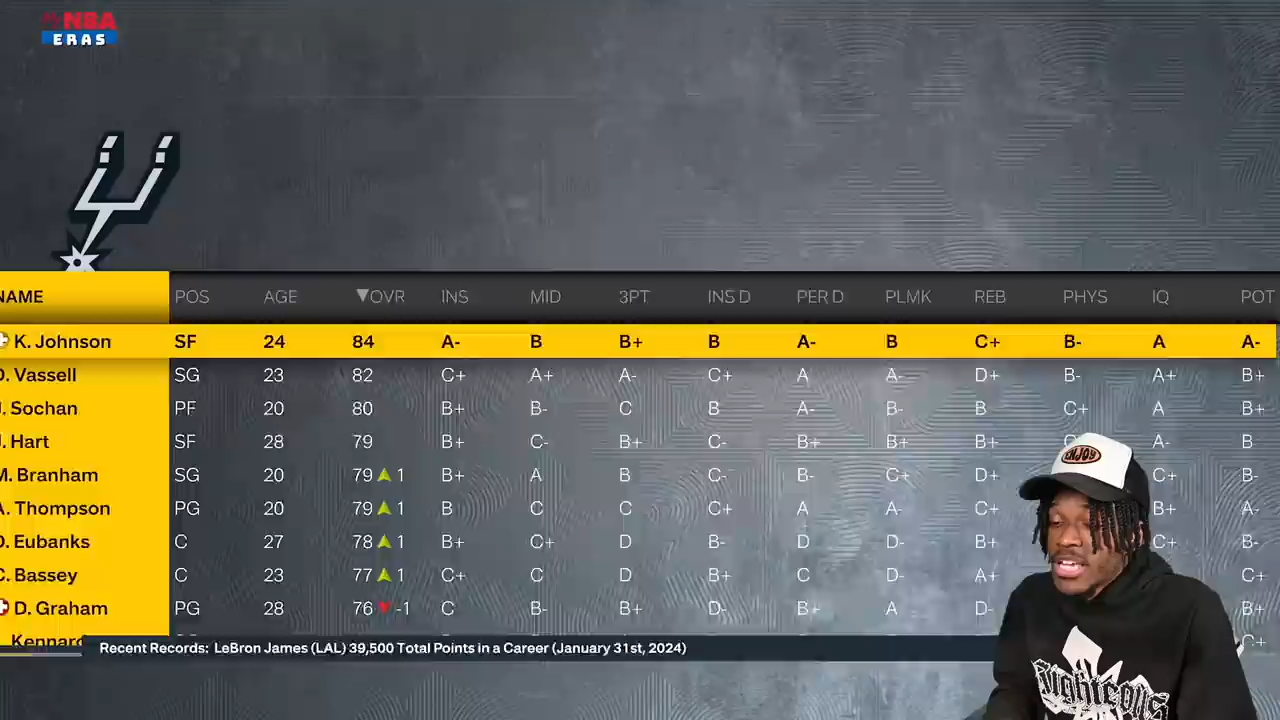 MyNBA
ERAS
NAME POS AGE ▼OVR INS MID 3PT INS D PER D PLMK REB PHYS IQ POT
K. Johnson SF 24 84 A- B B+ B A- B C+ B- A A-
D. Vassell SG 23 82 C+ A+ A- C+ A A- D+ B- A+ B+
J. Sochan PF 20 80 B+ B- C B A- B- B C+ A B+
J. Hart SF 28 79 B+ C- B+ C- B+ B+ B+ A- B
M. Branham SG 20 79 1 B+ A B C- B- C+ D+ C+ B-
A. Thompson PG 20 79 1 B C C C+ A A- C+ B+ A-
D. Eubanks C 27 78 1 B+ C+ D B- D D- B+ C+ B-
C. Bassey C 23 77 1 C+ C D B+ C D- A+ C+
D. Graham PG 28 76 -1 C B- B+ D- B+ A D- B+
Kennard C+
Recent Records: LeBron James (LAL) 39,500 Total Points in a Career (January 31st, 2024)
ENJOY
Righteous